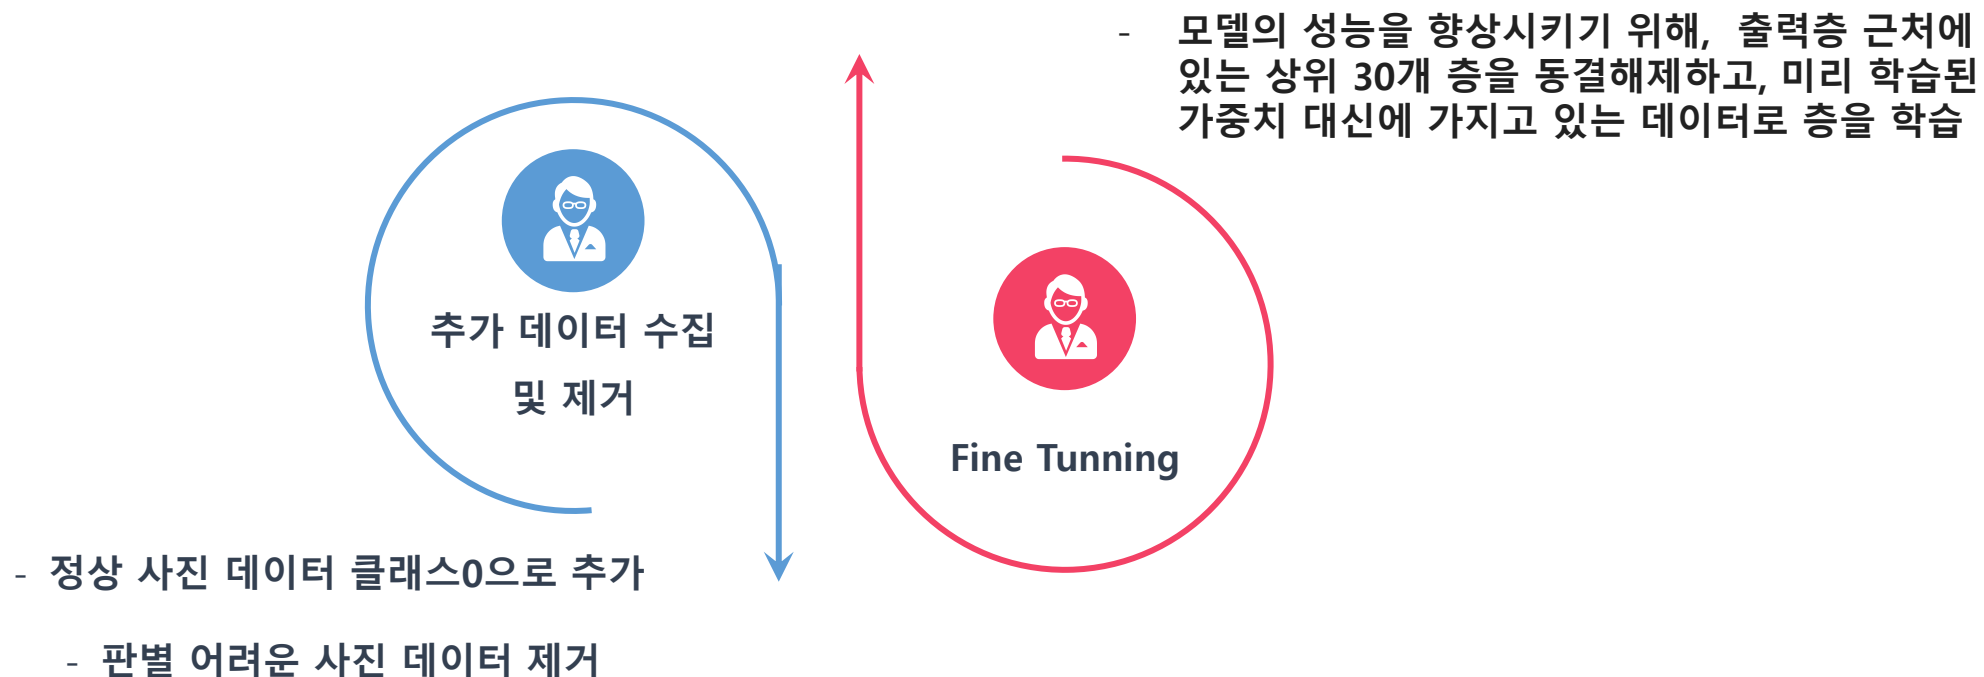 - 모델의 성능을 향상시키기 위해, 출력층 근처에
있는 상위 30개 층을 동결해제하고, 미리 학습된
가중치 대신에 가지고 있는 데이터로 층을 학습
추가 데이터 수집
및 제거
Fine Tunning
- 정상 사진 데이터 클래스0으로 추가
- 판별 어려운 사진 데이터 제거